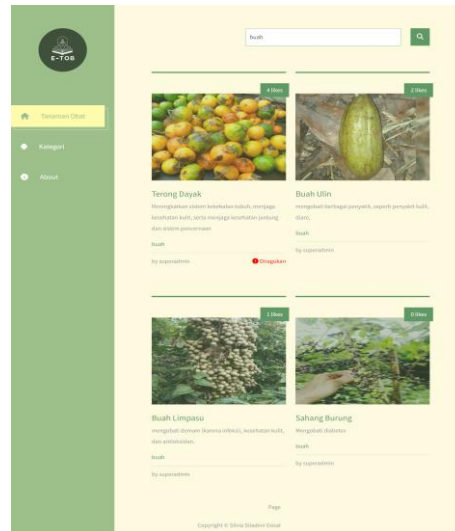 E-TOB
buah
Tanaman Obat
Kategori
About
4 likes
Terong Dayak
Meningkatkan sistem kekebalan tubuh, menjaga
kesehatan kulit, serta menjaga kesehatan jantung
dan sistem pencernaan
buah
by superadmin
Diragukan
2 likes
Buah Ulin
mengobati berbagai penyakit, seperti penyakit kulit,
diare,
buah
by superadmin
1 likes
Buah Limpasu
mengobati demam (karena infeksi), kesehatan kulit,
dan antioksidan.
buah
by superadmin
0 likes
Sahang Burung
Mengobati diabetes
buah
by superadmin
Page
Copyright © Silvia